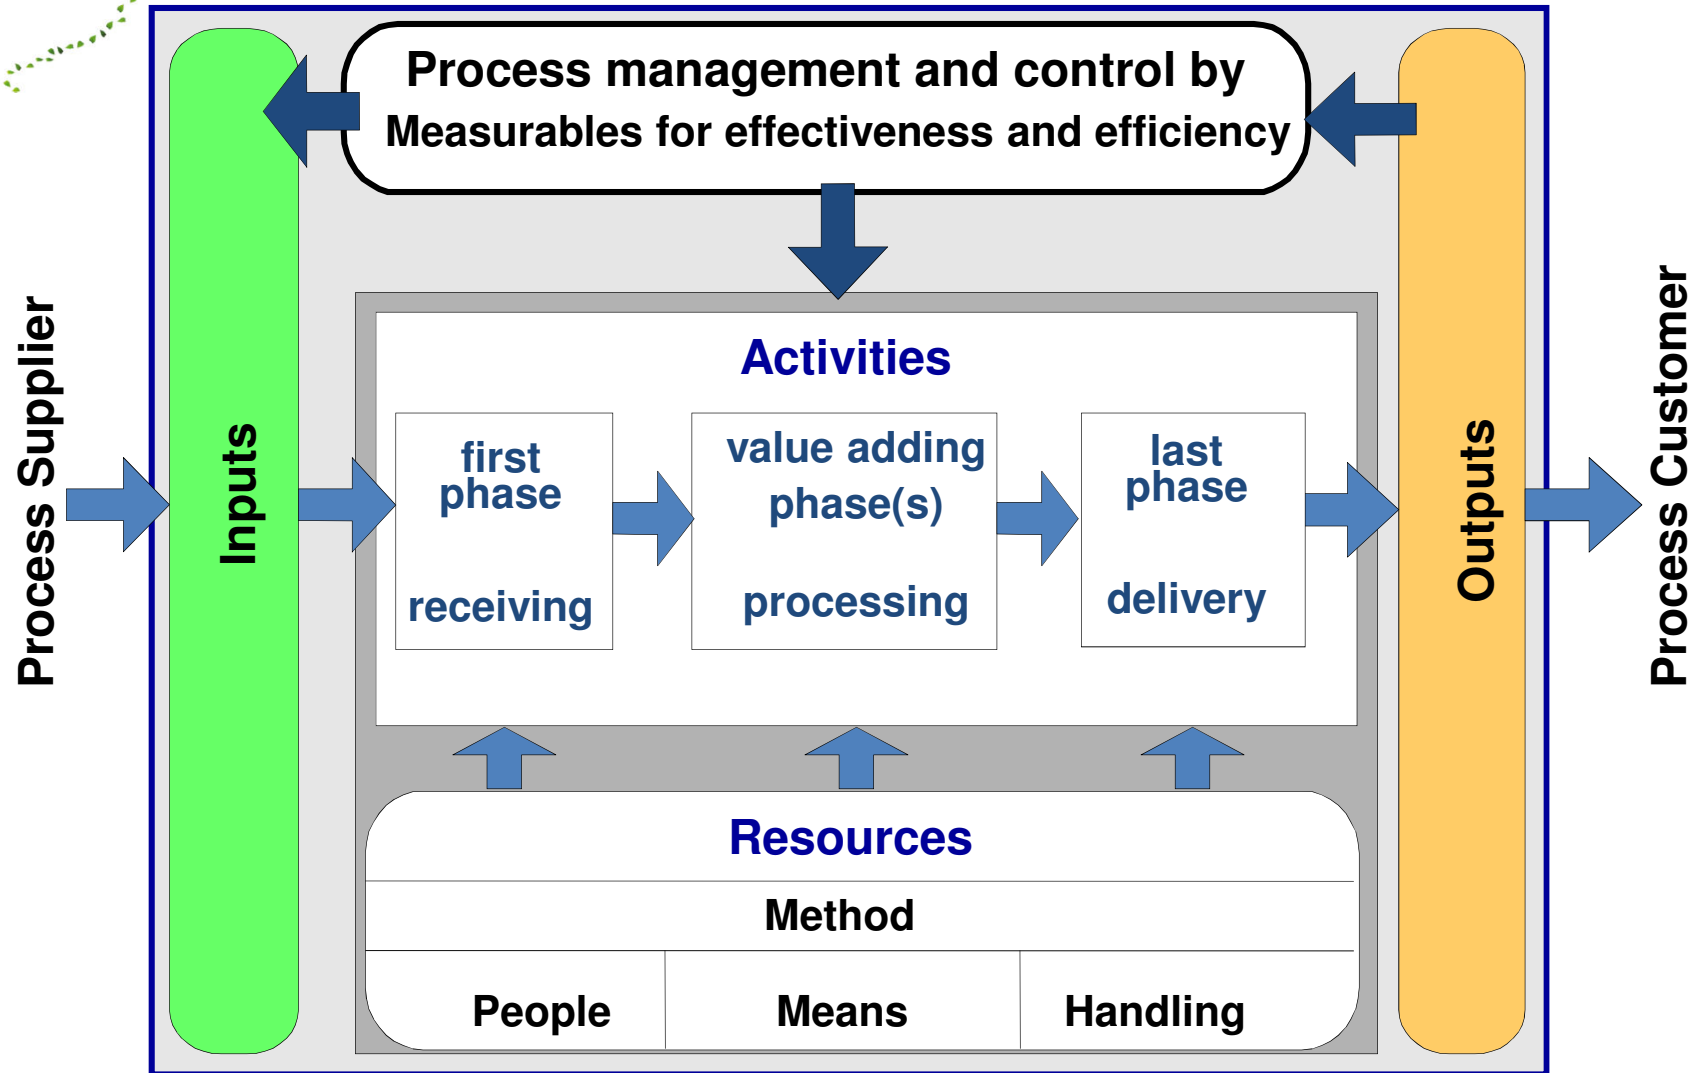 Process management and control by
Measurables for effectiveness and efficiency
Process Supplier
Inputs
Activities
first
phase
receiving
value adding
phase(s)
processing
last
phase
delivery
Outputs
Process Customer
Resources
Method
People
Means
Handling